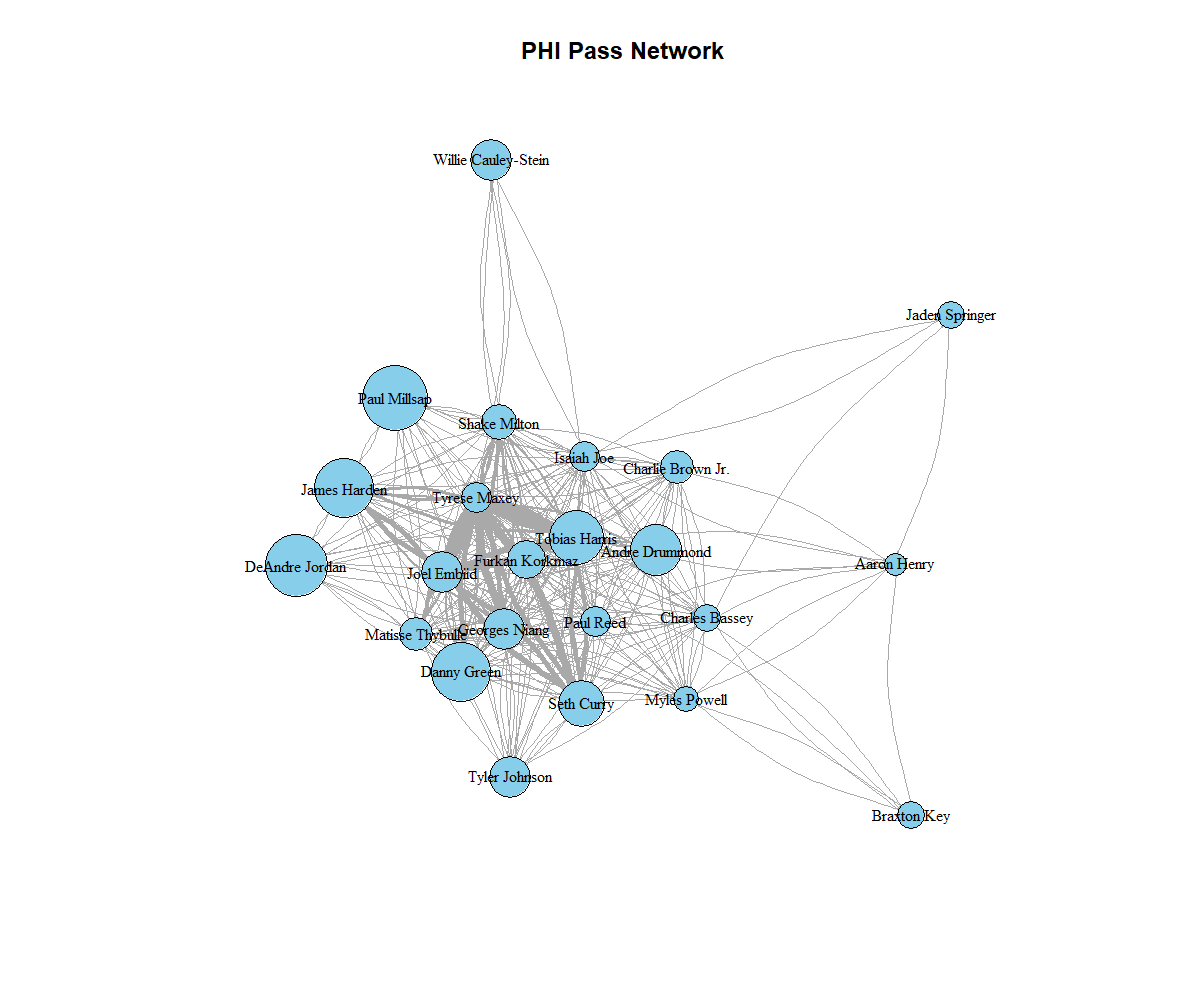 PHI Pass Network
Willie Cauley-Stein
Jaden Springer
Paul Millsap
Shake Milton
Isaiah Joe
Charlie Brown Jr.
James Harden
Tyrese Maxey
Tobias Harris
Andre Drummond
Furkan Korkmaz
DeAndre Jordan
Joel Embiid
Aaron Henry
Charles Bassey
Paul Reed
Georges Niang
Matisse Thybulle
Danny Green
Myles Powell
Seth Curry
Tyler Johnson
Braxton Key